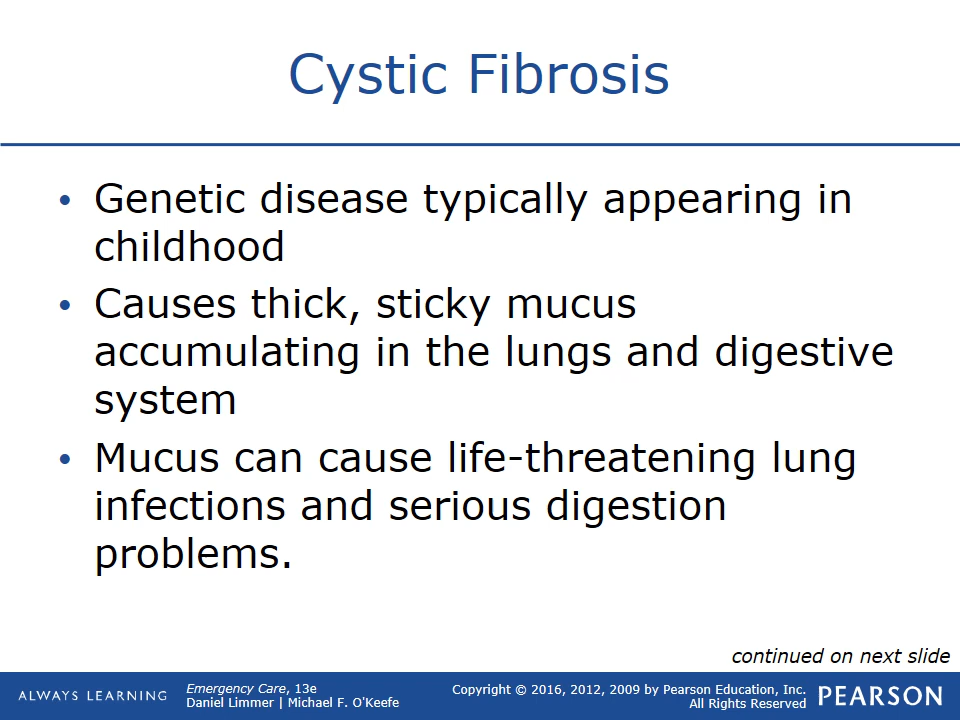 Cystic Fibrosis
• Genetic disease typically appearing in
childhood
• Causes thick, sticky mucus
accumulating in the lungs and digestive
system
• Mucus can cause life-threatening lung
infections and serious digestion
problems.
continued on next slide
ALWAYS LEARNING
Emergency Care, 13e
Daniel Limmer | Michael F. O'Keefe
Copyright © 2016, 2012, 2009 by Pearson Education, Inc.
All Rights Reserved
PEARSON